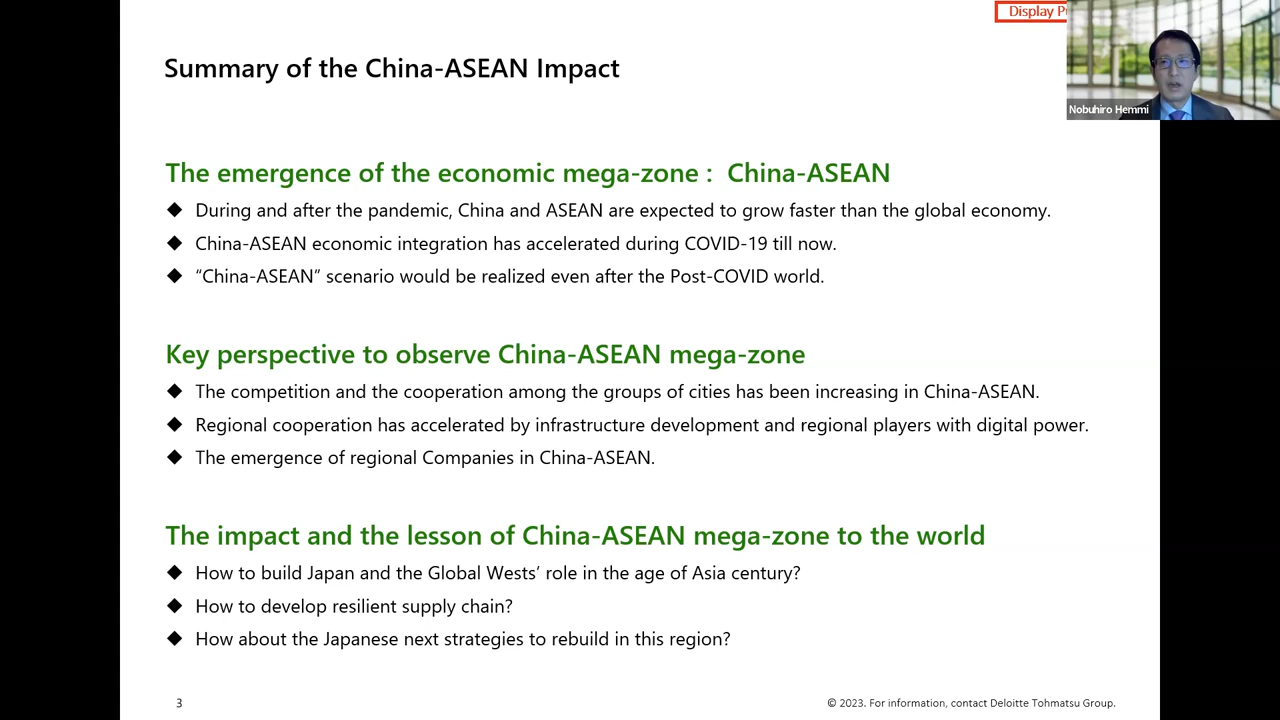 Display
Summary of the China-ASEAN Impact
Nobuhiro Hemmi
The emergence of the economic mega-zone : China-ASEAN
◆ During and after the pandemic, China and ASEAN are expected to grow faster than the global economy.
◆ China-ASEAN economic integration has accelerated during COVID-19 till now.
◆ “China-ASEAN” scenario would be realized even after the Post-COVID world.
Key perspective to observe China-ASEAN mega-zone
◆ The competition and the cooperation among the groups of cities has been increasing in China-ASEAN.
◆ Regional cooperation has accelerated by infrastructure development and regional players with digital power.
◆ The emergence of regional Companies in China-ASEAN.
The impact and the lesson of China-ASEAN mega-zone to the world
◆ How to build Japan and the Global Wests’ role in the age of Asia century?
◆ How to develop resilient supply chain?
◆ How about the Japanese next strategies to rebuild in this region?
3
© 2023. For information, contact Deloitte Tohmatsu Group.